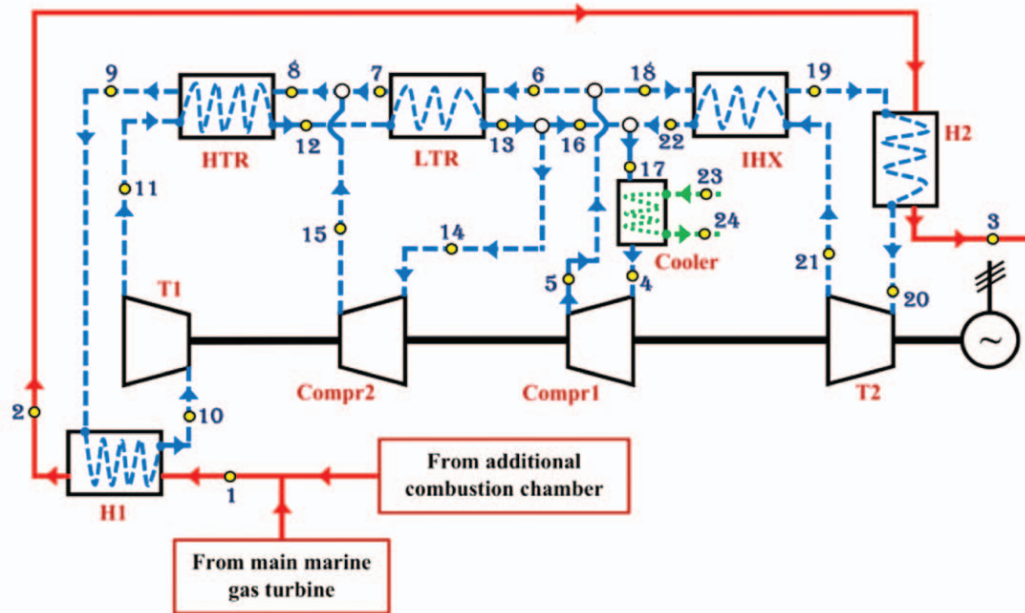 9
8
7
6
18
19
HTR
12
LTR
13
16
22
IHX
H2
11
17
23
15
14
24
3
Cooler
T1
5
4
21
20
~
Compr2
Compr1
T2
2
10
1
H1
From additional
combustion chamber
From main marine
gas turbine